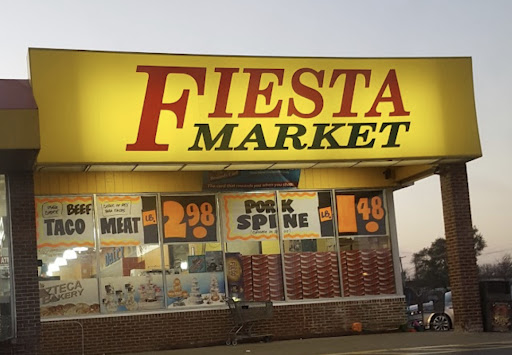 FIESTA
MARKET
BEEF
TACO MEAT
LB. 2.98
PORK
SPINE
LB. 1.48
AZTECA
BAKERY